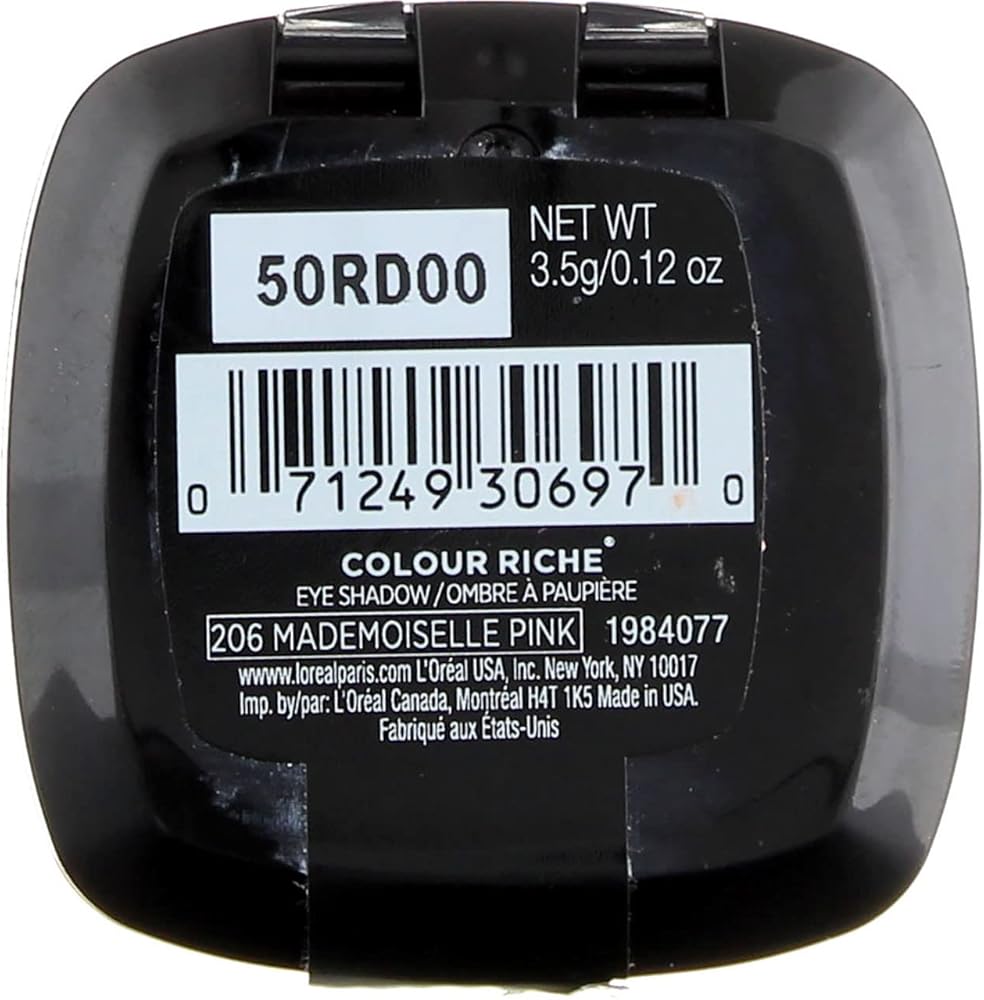 NET WT
50RD00
3.5g/0.12 oz
0 71249 30697 0
COLOUR RICHE®
EYE SHADOW/OMBRE À PAUPIÈRE
206 MADEMOISELLE PINK 1984077
www.lorealparis.com L'Oréal USA, Inc. New York, NY 10017
Imp. by/par: L'Oréal Canada, Montréal H4T 1K5 Made in USA.
Fabriqué aux États-Unis